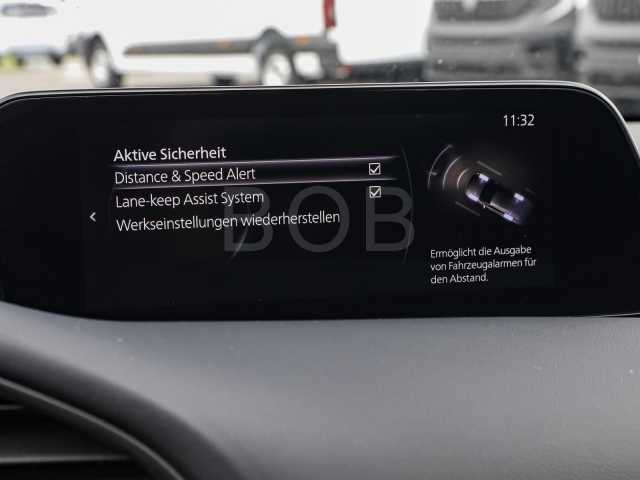 11:32
Aktive Sicherheit
Distance & Speed Alert
Lane-keep Assist System
Werkseinstellungen wiederherstellen
BOB
Ermöglicht die Ausgabe
von Fahrzeugalarmen für
den Abstand.